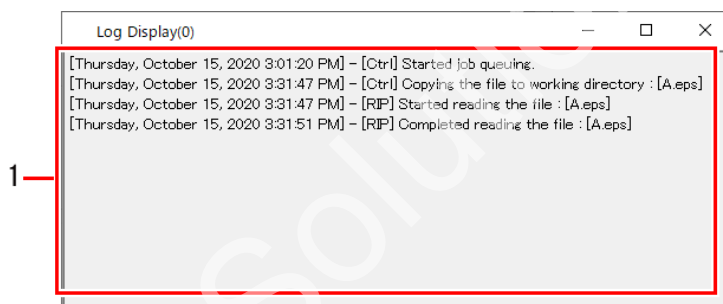 Log Display(0)
[Thursday, October 15, 2020 3:01:20 PM] - [Ctrl] Started job queuing.
[Thursday, October 15, 2020 3:31:47 PM] - [Ctrl] Copying the file to working directory : [A.eps]
[Thursday, October 15, 2020 3:31:47 PM] - [RIP] Started reading the file : [A.eps]
[Thursday, October 15, 2020 3:31:51 PM] - [RIP] Completed reading the file : [A.eps]
1